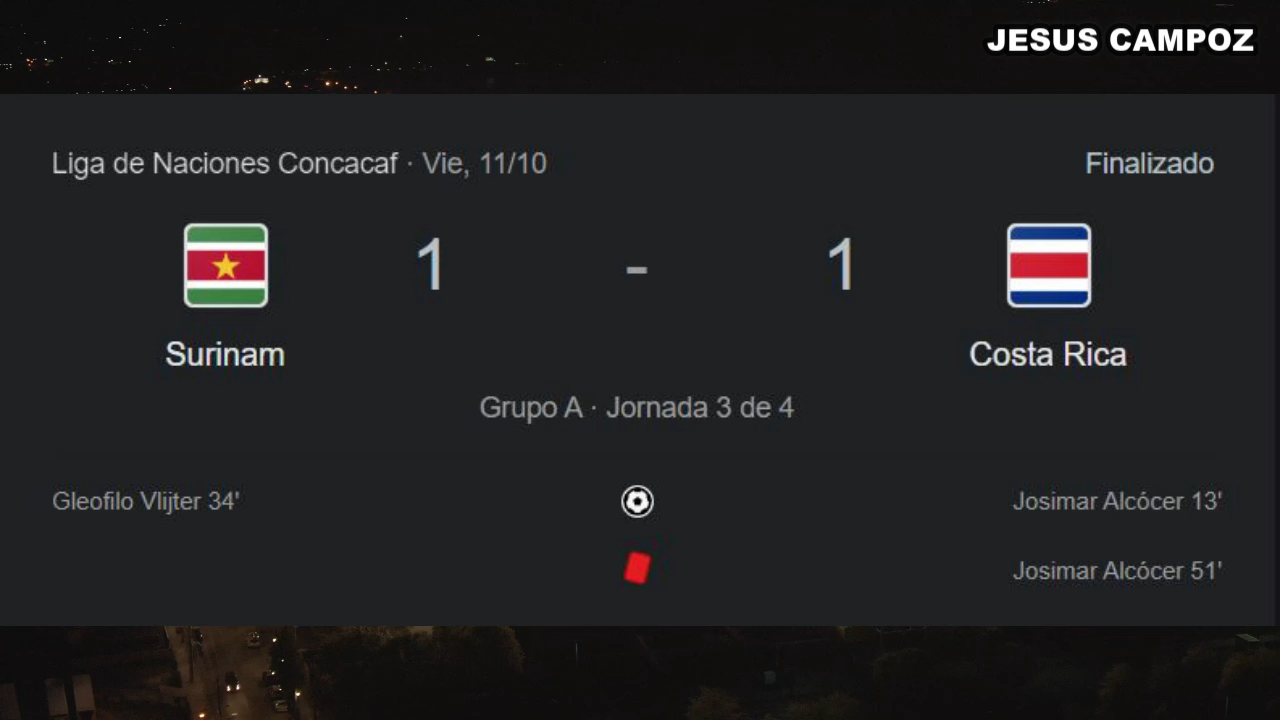 JESUS CAMPOZ
Liga de Naciones Concacaf · Vie, 11/10
Finalizado
1 - 1
Surinam
Costa Rica
Grupo A · Jornada 3 de 4
Gleofilo Vlijter 34'
Josimar Alcócer 13'
Josimar Alcócer 51'